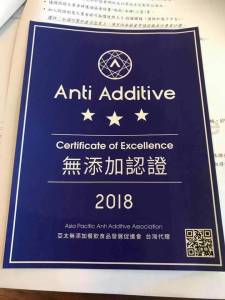 Anti Additive
Certificate of Excellence
無添加認證
2018
Asia Pacific Anti Additive Association
亞太無添加餐飲食品發展促進會 台灣代理